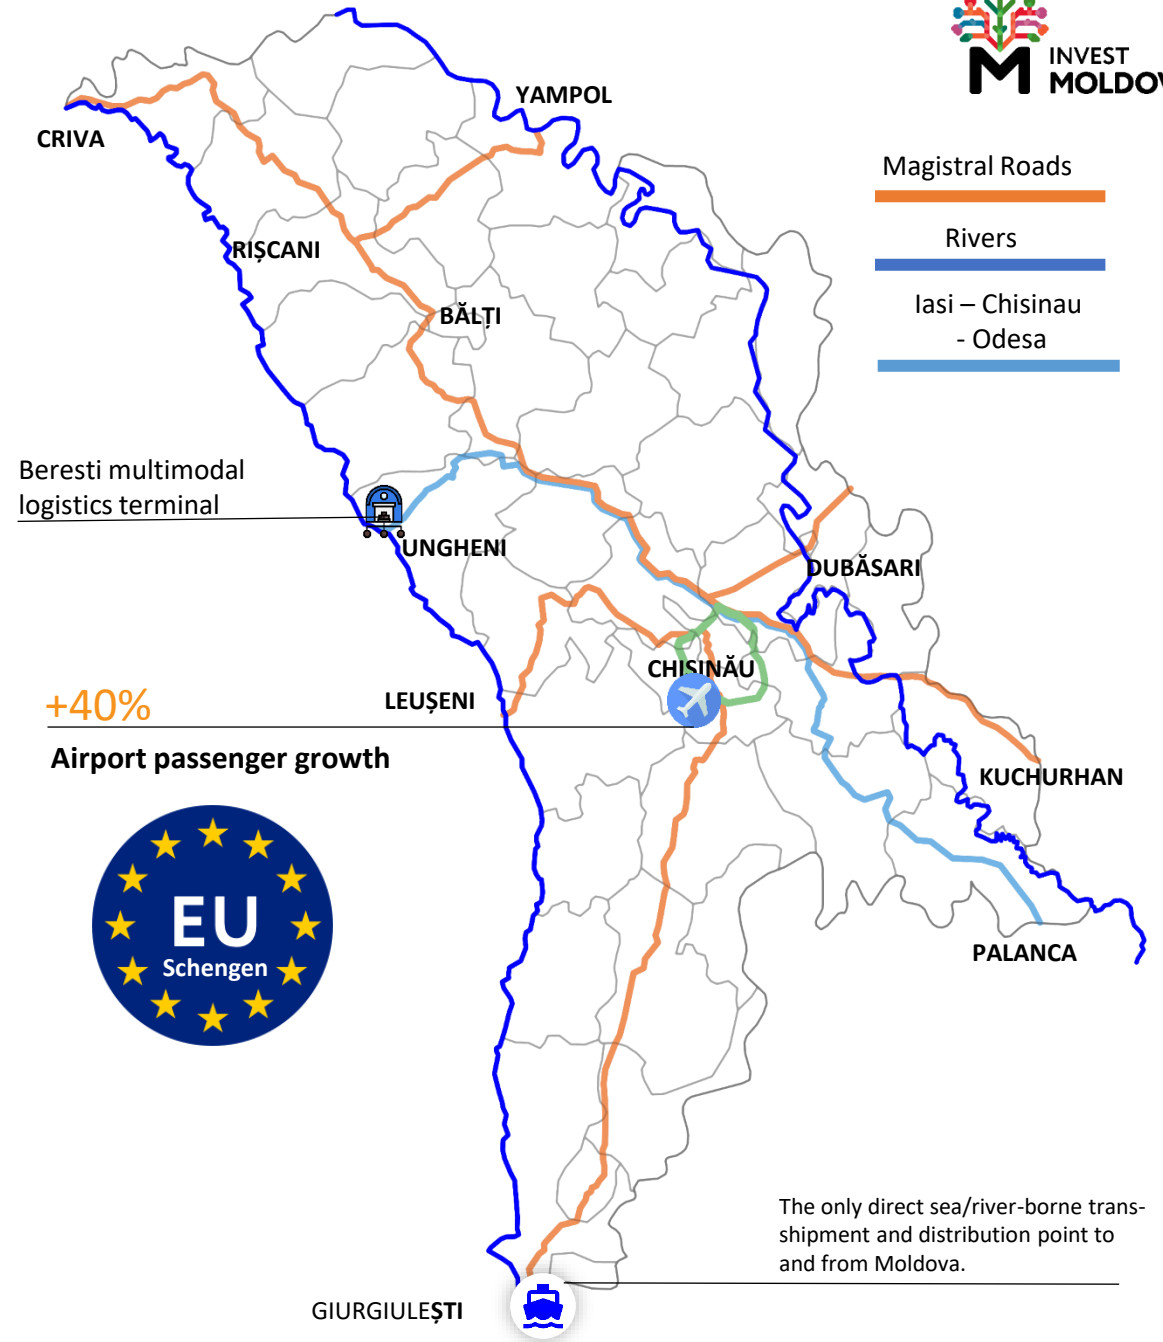 INVEST
MOLDOV
YAMPOL
CRIVA
Magistral Roads
Rivers
RIȘCANI
Iasi – Chisinau
- Odesa
BĂLȚI
Beresti multimodal
logistics terminal
UNGHENI
DUBĂSARI
CHIȘINĂU
LEUȘENI
+40%
Airport passenger growth
KUCHURHAN
EU
Schengen
PALANCA
The only direct sea/river-borne trans-
shipment and distribution point to
and from Moldova.
GIURGIULEȘTI